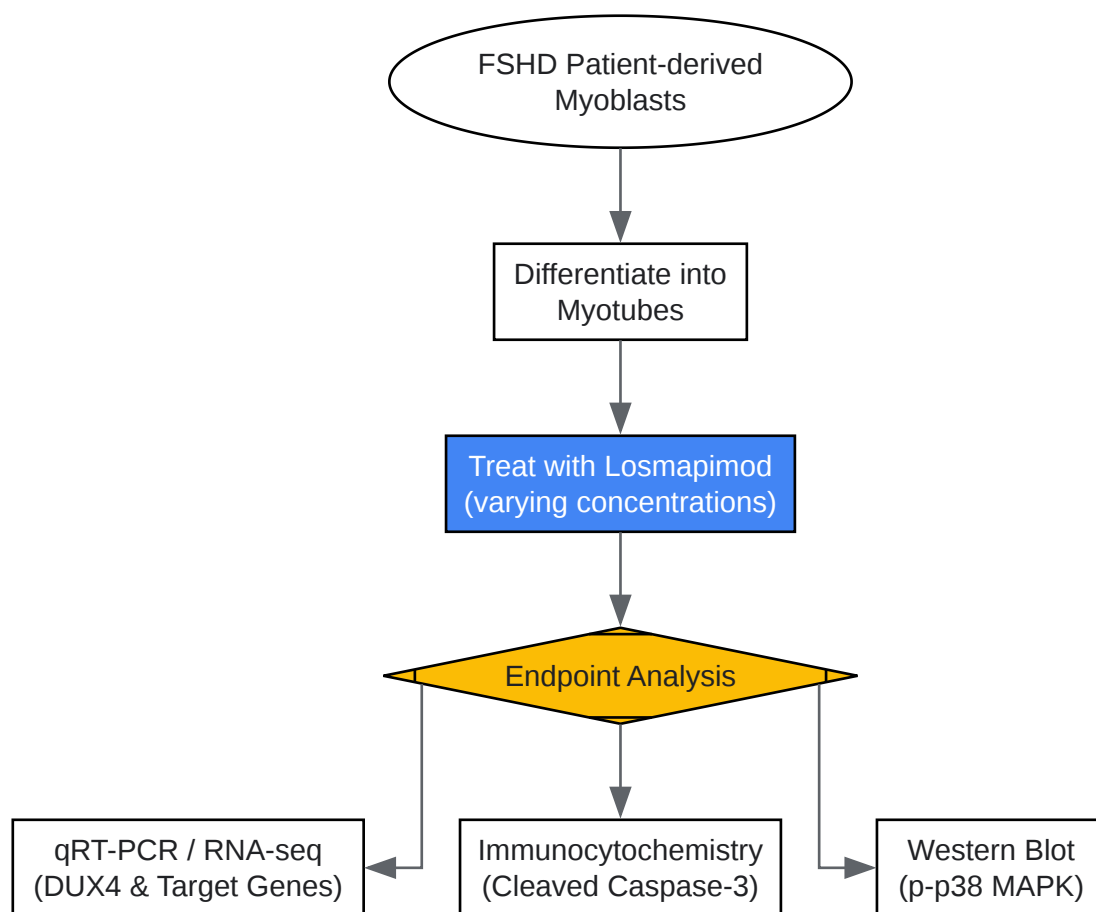 FSHD Patient-derived
Myoblasts
Differentiate into
Myotubes
Treat with Losmapimod
(varying concentrations)
Endpoint Analysis
qRT-PCR / RNA-seq
(DUX4 & Target Genes)
Immunocytochemistry
(Cleaved Caspase-3)
Western Blot
(p-p38 MAPK)